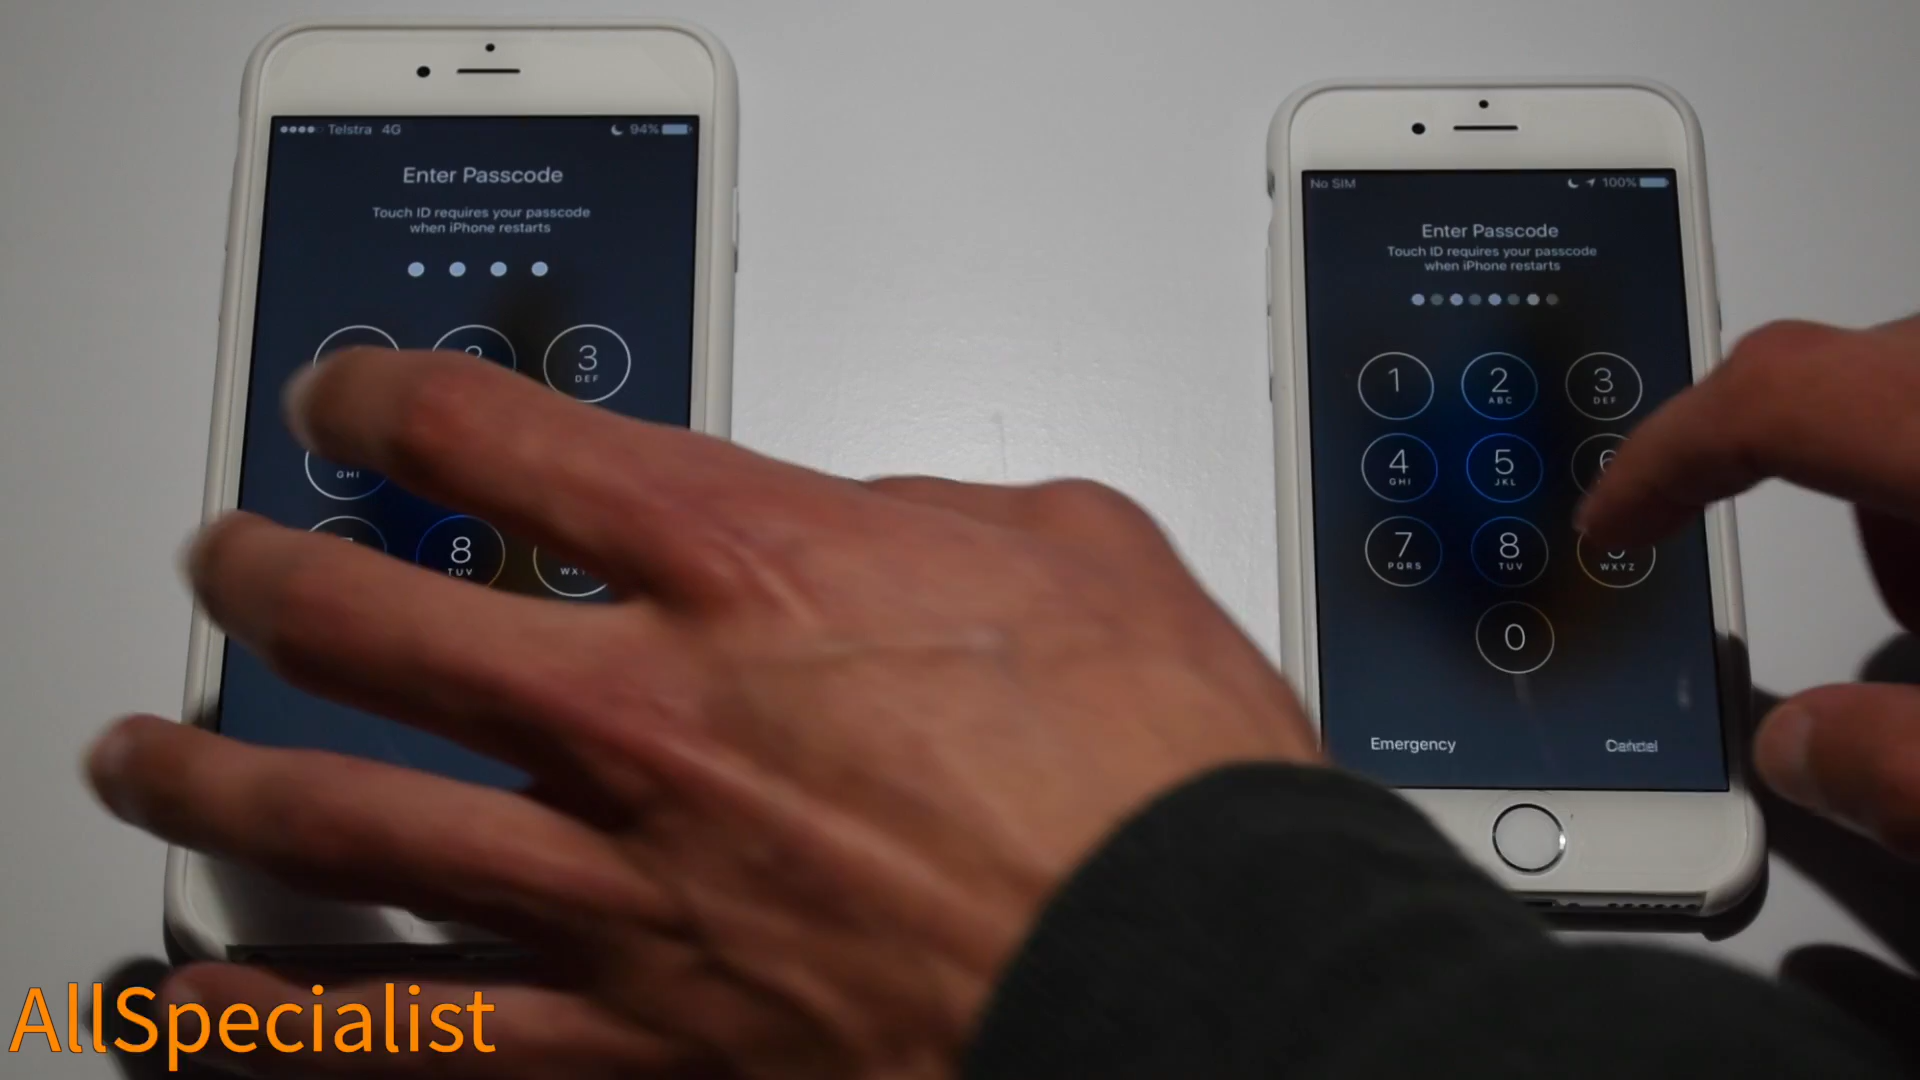 Telstra 4G 94%
Enter Passcode
Touch ID requires your passcode
when iPhone restarts
3
DEF
GHI
8
TUV
No SIM 100%
Enter Passcode
Touch ID requires your passcode
when iPhone restarts
1 2 3
ABC DEF
4 5
GHI JKL
7 8
PQRS TUV WXYZ
0
Emergency
AllSpecialist